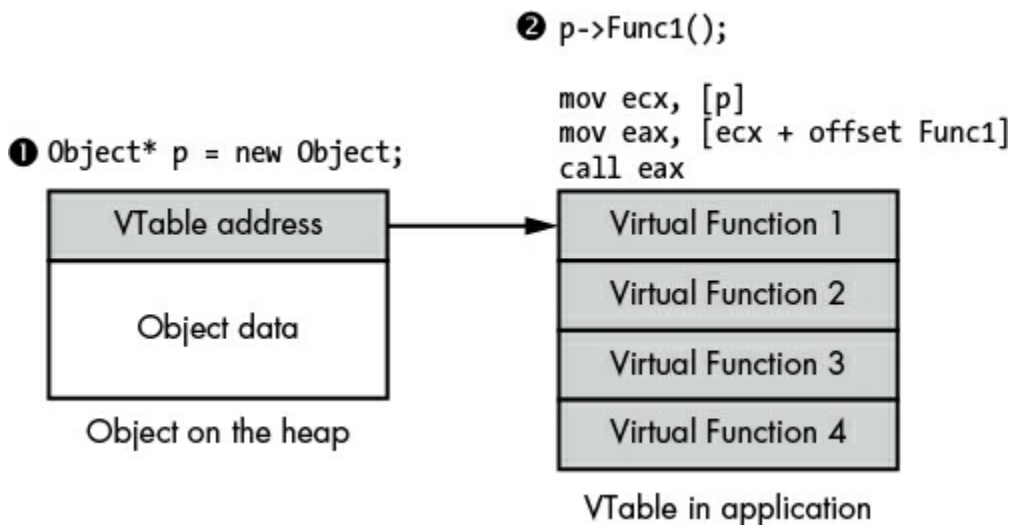 ❷ p->Func1();
mov ecx, [p]
mov eax, [ecx + offset Func1]
call eax
❶ Object* p = new Object;
VTable address
Object data
Object on the heap
Virtual Function 1
Virtual Function 2
Virtual Function 3
Virtual Function 4
VTable in application